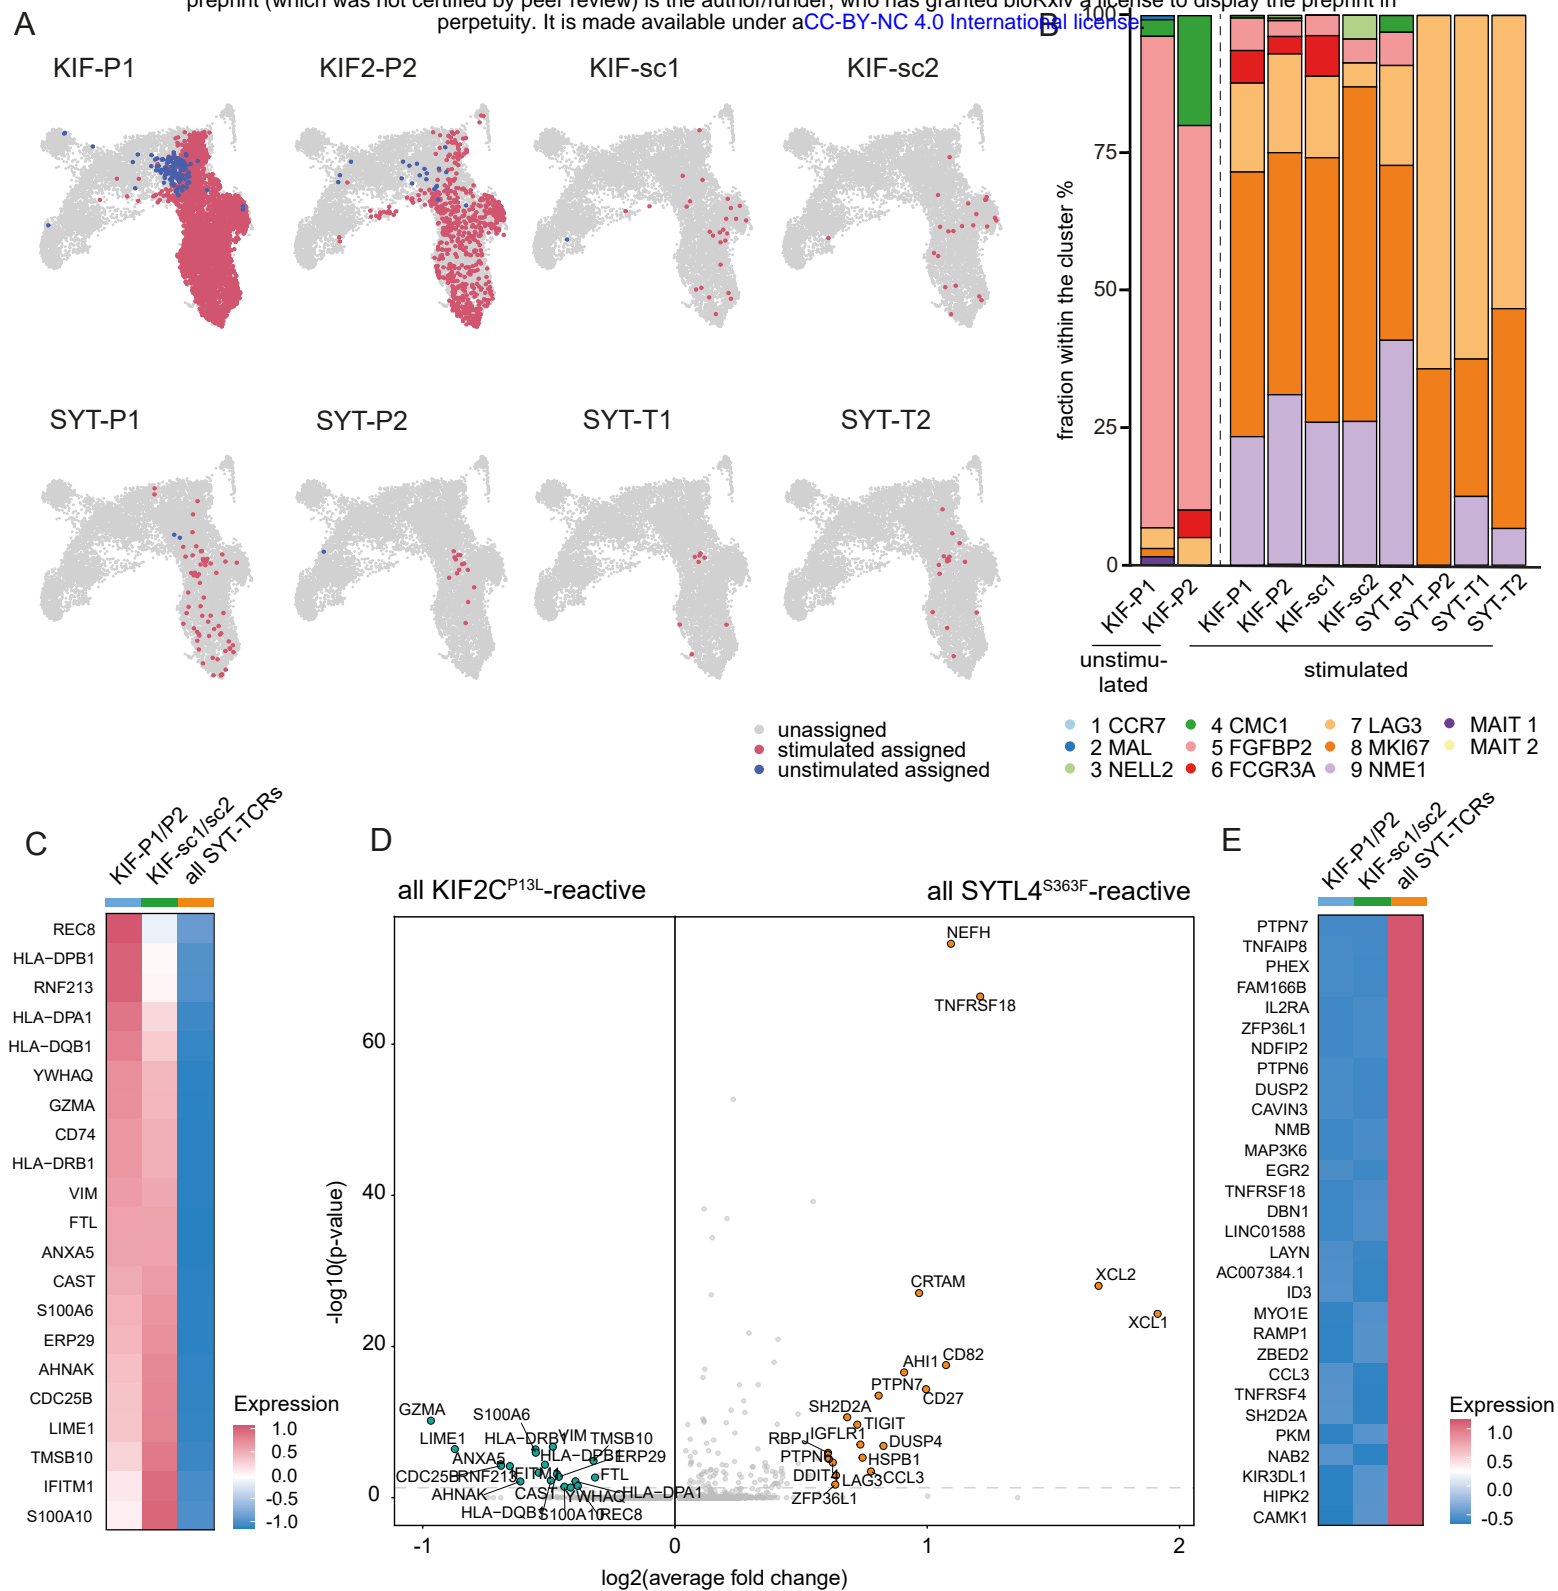 preprint (which was not certified by peer review) is the author/funder, who has granted bioRxiv a license to display the preprint in
perpetuity. It is made available under aCC-BY-NC 4.0 International license.
A
KIF-P1
KIF2-P2
KIF-sc1
KIF-sc2
SYT-P1
SYT-P2
SYT-T1
SYT-T2
unassigned
stimulated assigned
unstimulated assigned
B
fraction within the cluster %
100
75
50
25
0
KIF-P1
KIF-P2
KIF-P1
KIF-P2
KIF-sc1
KIF-sc2
SYT-P1
SYT-P2
SYT-T1
SYT-T2
unstimu-
lated
stimulated
1 CCR7
2 MAL
3 NELL2
4 CMC1
5 FGFBP2
6 FCGR3A
7 LAG3
8 MKI67
9 NME1
MAIT 1
MAIT 2
C
KIF-P1/P2
KIF-sc1/sc2
all SYT-TCRs
REC8
HLA−DPB1
RNF213
HLA−DPA1
HLA−DQB1
YWHAQ
GZMA
CD74
HLA−DRB1
VIM
FTL
ANXA5
CAST
S100A6
ERP29
AHNAK
CDC25B
LIME1
TMSB10
IFITM1
S100A10
Expression
1.0
0.5
0.0
-0.5
-1.0
D
all KIF2C^P13L-reactive
all SYTL4^S363F-reactive
-log10(p-value)
60
40
20
0
NEFH
TNFRSF18
CRTAM
XCL2
XCL1
AHI1
CD82
PTPN7
CD27
SH2D2A
TIGIT
IGFLR1
RBPJ
DUSP4
PTPN6
HSPB1
DDIT4
LAG3
CCL3
ZFP36L1
GZMA
S100A6
LIME1
HLA−DRB1
VIM
TMSB10
ANXA5
HLA−DPB1
ERP29
CDC25B
RNF213
IFITM1
FTL
AHNAK
CAST
YWHAQ
HLA−DPA1
HLA−DQB1
S100A10
REC8
-1
0
1
2
log2(average fold change)
E
KIF-P1/P2
KIF-sc1/sc2
all SYT-TCRs
PTPN7
TNFAIP8
PHEX
FAM166B
IL2RA
ZFP36L1
NDFIP2
PTPN6
DUSP2
CAVIN3
NMB
MAP3K6
EGR2
TNFRSF18
DBN1
LINC01588
LAYN
AC007384.1
ID3
MYO1E
RAMP1
ZBED2
CCL3
TNFRSF4
SH2D2A
PKM
NAB2
KIR3DL1
HIPK2
CAMK1
Expression
1.0
0.5
0.0
-0.5